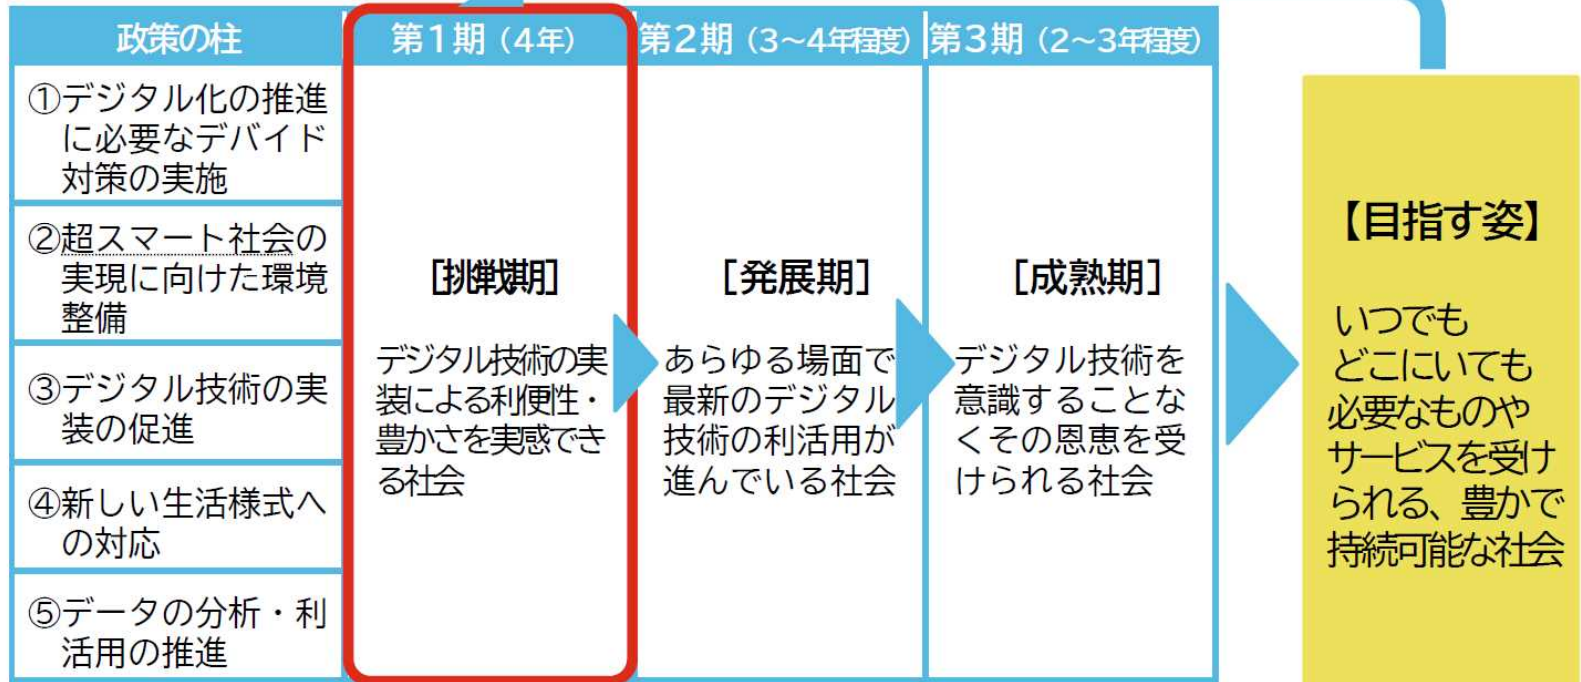 政策の柱
第1期（4年）
第2期（3～4年程度）
第3期（2～3年程度）
①デジタル化の推進
に必要なデバイド
対策の実施
②超スマート社会の
実現に向けた環境
整備
③デジタル技術の実
装の促進
④新しい生活様式へ
の対応
⑤データの分析・利
活用の推進
［挑戦期］
デジタル技術の実
装による利便性・
豊かさを実感でき
る社会
［発展期］
あらゆる場面で
最新のデジタル
技術の利活用が
進んでいる社会
［成熟期］
デジタル技術を
意識することな
くその恩恵を受
けられる社会
【目指す姿】
いつでも
どこにいても
必要なものや
サービスを受け
られる、豊かで
持続可能な社会